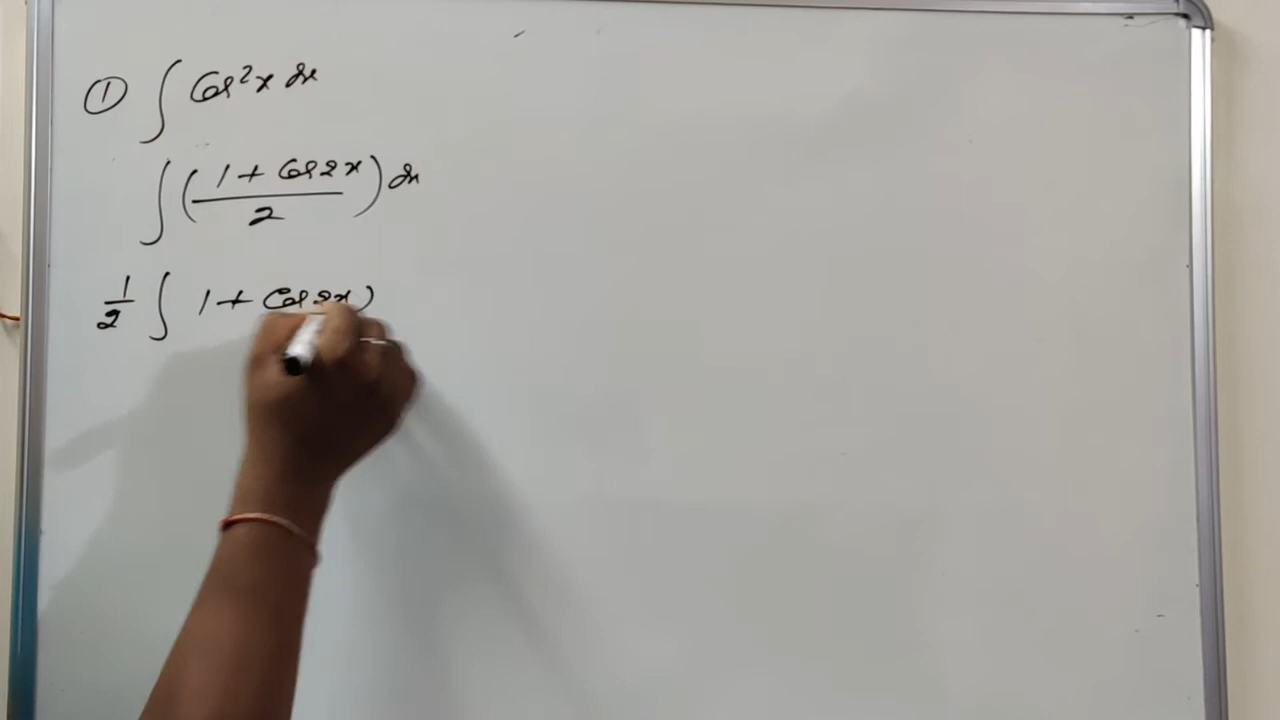 ① ∫ Cos²x dx
∫ (1 + Cos2x / 2) dx
1/2 ∫ 1 + Cos2x)